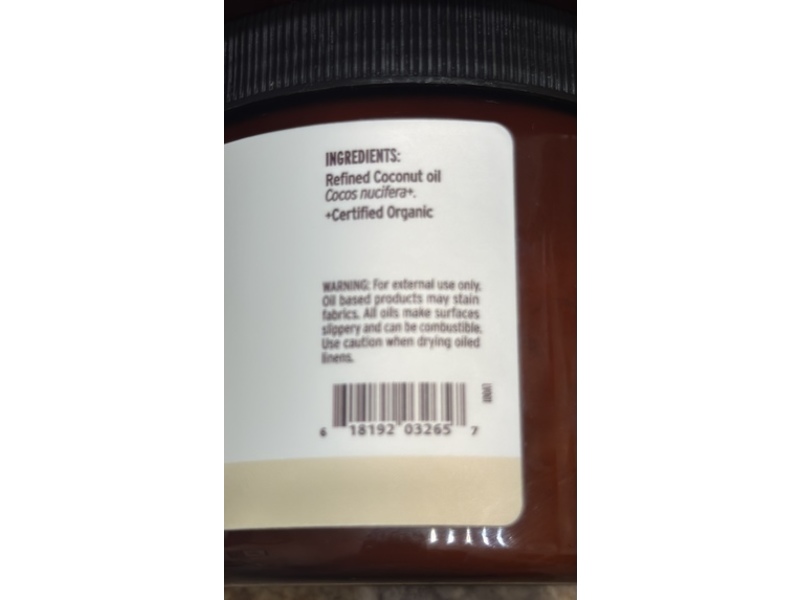 INGREDIENTS:
Refined Coconut oil
Cocos nucifera+.
+Certified Organic
WARNING: For external use only.
Oil based products may stain
fabrics. All oils make surfaces
slippery and can be combustible.
Use caution when drying oiled
linens.
6 18192 03265 7